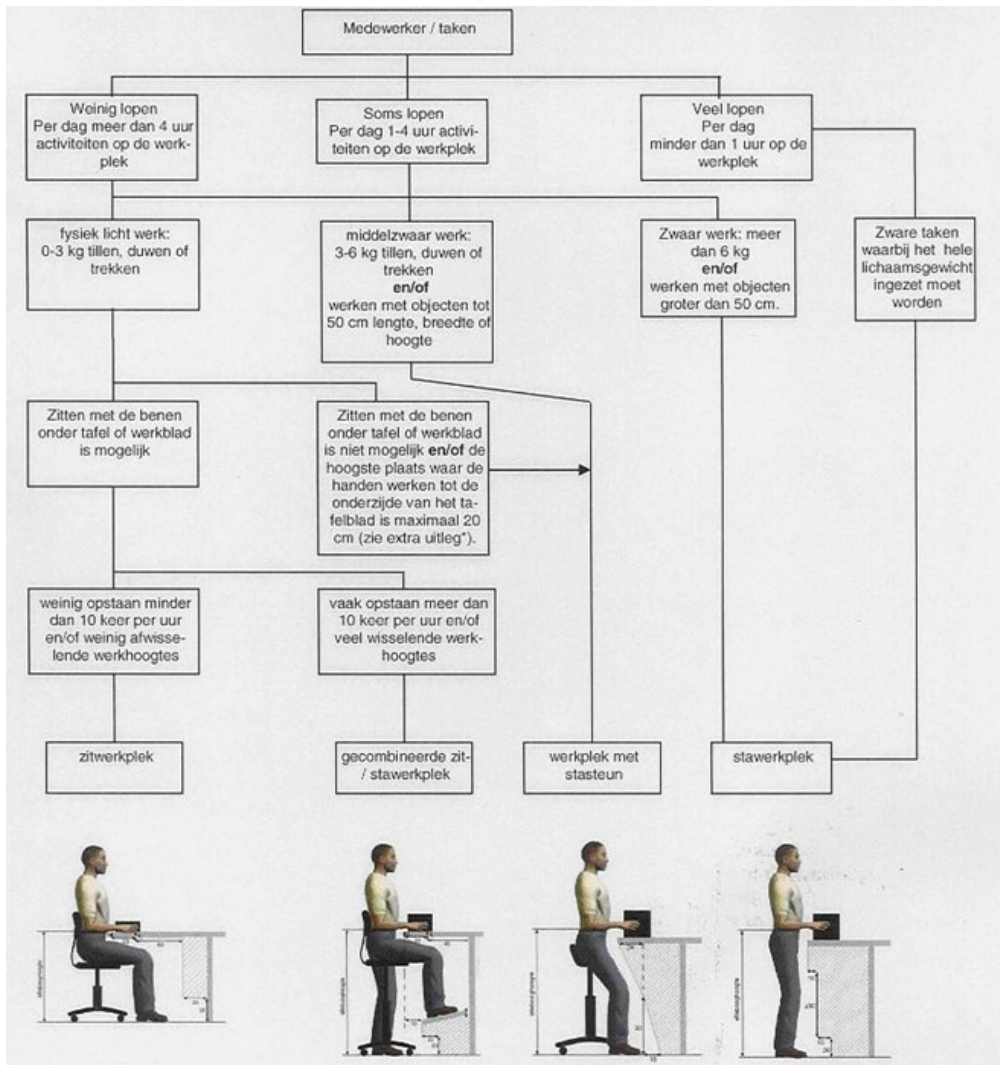 Medewerker / taken
Weinig lopen
Per dag meer dan 4 uur
activiteiten op de werk-
plek
Soms lopen
Per dag 1-4 uur activi-
teiten op de werkplek
Veel lopen
Per dag
minder dan 1 uur op de
werkplek
fysiek licht werk:
0-3 kg tillen, duwen of
trekken
middelzwaar werk:
3-6 kg tillen, duwen of
trekken
en/of
werken met objecten tot
50 cm lengte, breedte of
hoogte
Zwaar werk: meer
dan 6 kg
en/of
werken met objecten
groter dan 50 cm.
Zware taken
waarbij het hele
lichaamsgewicht
ingezet moet
worden
Zitten met de benen
onder tafel of werkblad
is mogelijk
Zitten met de benen
onder tafel of werkblad
is niet mogelijk en/of de
hoogste plaats waar de
handen werken tot de
onderzijde van het ta-
felblad is maximaal 20
cm (zie extra uitleg*).
weinig opstaan minder
dan 10 keer per uur
en/of weinig afwisse-
lende werkhoogtes
vaak opstaan meer dan
10 keer per uur en/of
veel wisselende werk-
hoogtes
zitwerkplek
gecombineerde zit-
/ stawerkplek
werkplek met
stasteun
stawerkplek